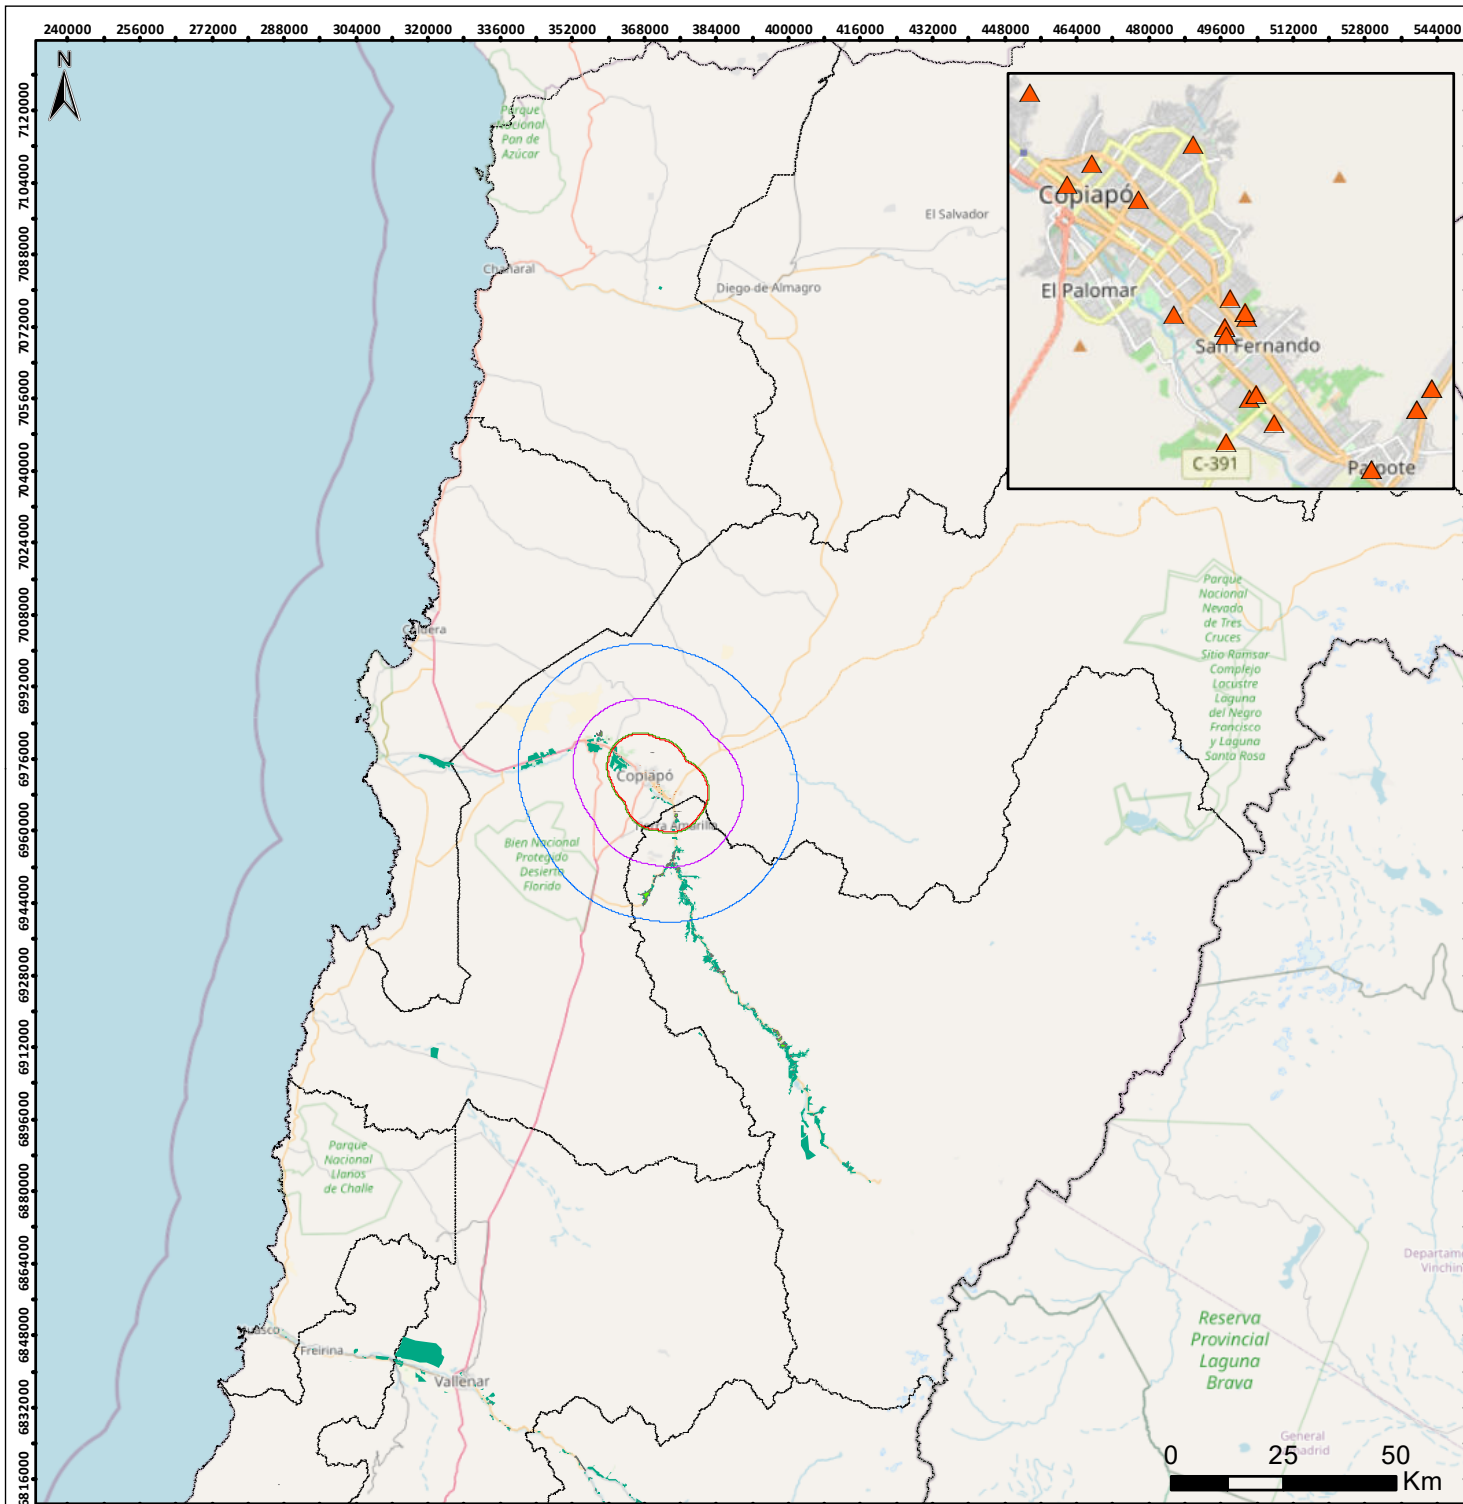 240000 256000 272000 288000 304000 320000 336000 352000 368000 384000 400000 416000 432000 448000 464000 480000 496000 512000 528000 544000
N
7120000
7104000
7088000
7072000
7056000
7040000
7024000
7008000
6992000
6976000
6960000
6944000
6928000
6912000
6896000
6880000
6864000
6848000
6832000
6816000
Parque
Nacional
Pan de
Azúcar
El Salvador
Chañaral
Diego de Almagro
Copiapó
El Palomar
San Fernando
C-391
Paipote
Caldera
Parque
Nacional
Nevado
de Tres
Cruces
Sitio Ramsar
Complejo
Lacustre
Laguna
del Negro
Francisco
y Laguna
Santa Rosa
Copiapó
Tierra Amarilla
Bien Nacional
Protegido
Desierto
Florido
Parque
Nacional
Llanos
de Challe
Huasco
Freirina
Vallenar
Reserva
Provincial
Laguna
Brava
General
0 25 50
Km